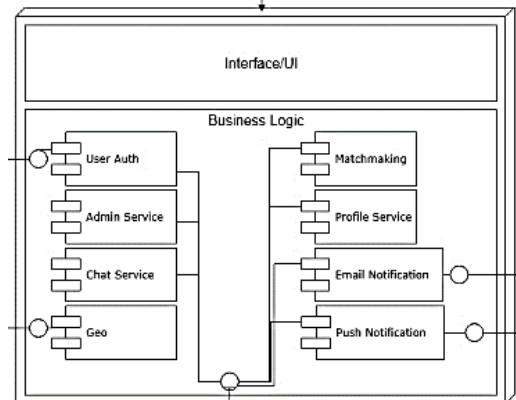 Interface/UI
Business Logic
User Auth
Matchmaking
Admin Service
Profile Service
Chat Service
Email Notification
Geo
Push Notification